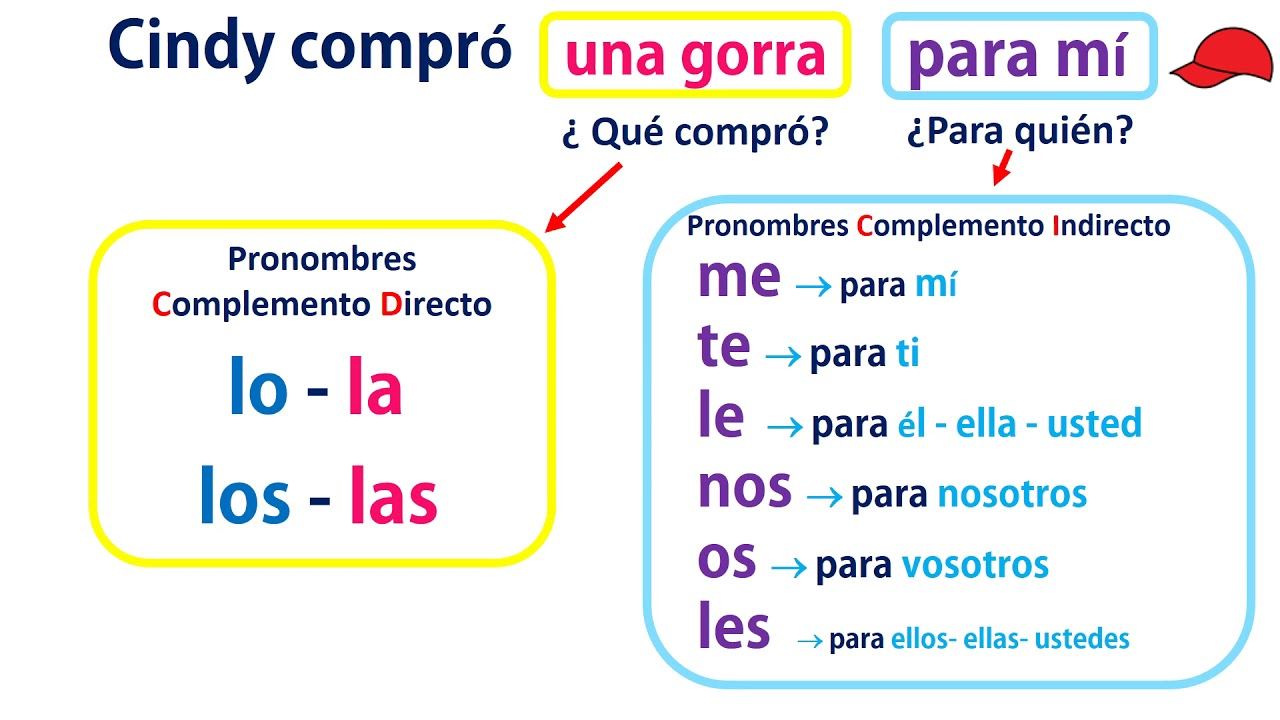 Cindy compró una gorra para mí
¿ Qué compró? ¿Para quién?
Pronombres
Complemento Directo
lo - la
los - las
Pronombres Complemento Indirecto
me → para mí
te → para ti
le → para él - ella - usted
nos → para nosotros
os → para vosotros
les → para ellos- ellas- ustedes